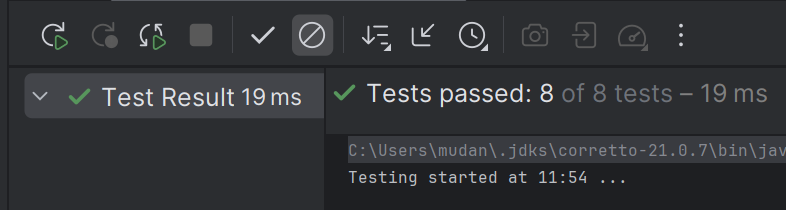 Test Result 19 ms
Tests passed: 8 of 8 tests – 19 ms
C:\Users\mudan\.jdks\corretto-21.0.7\bin\jav
Testing started at 11:54 ...